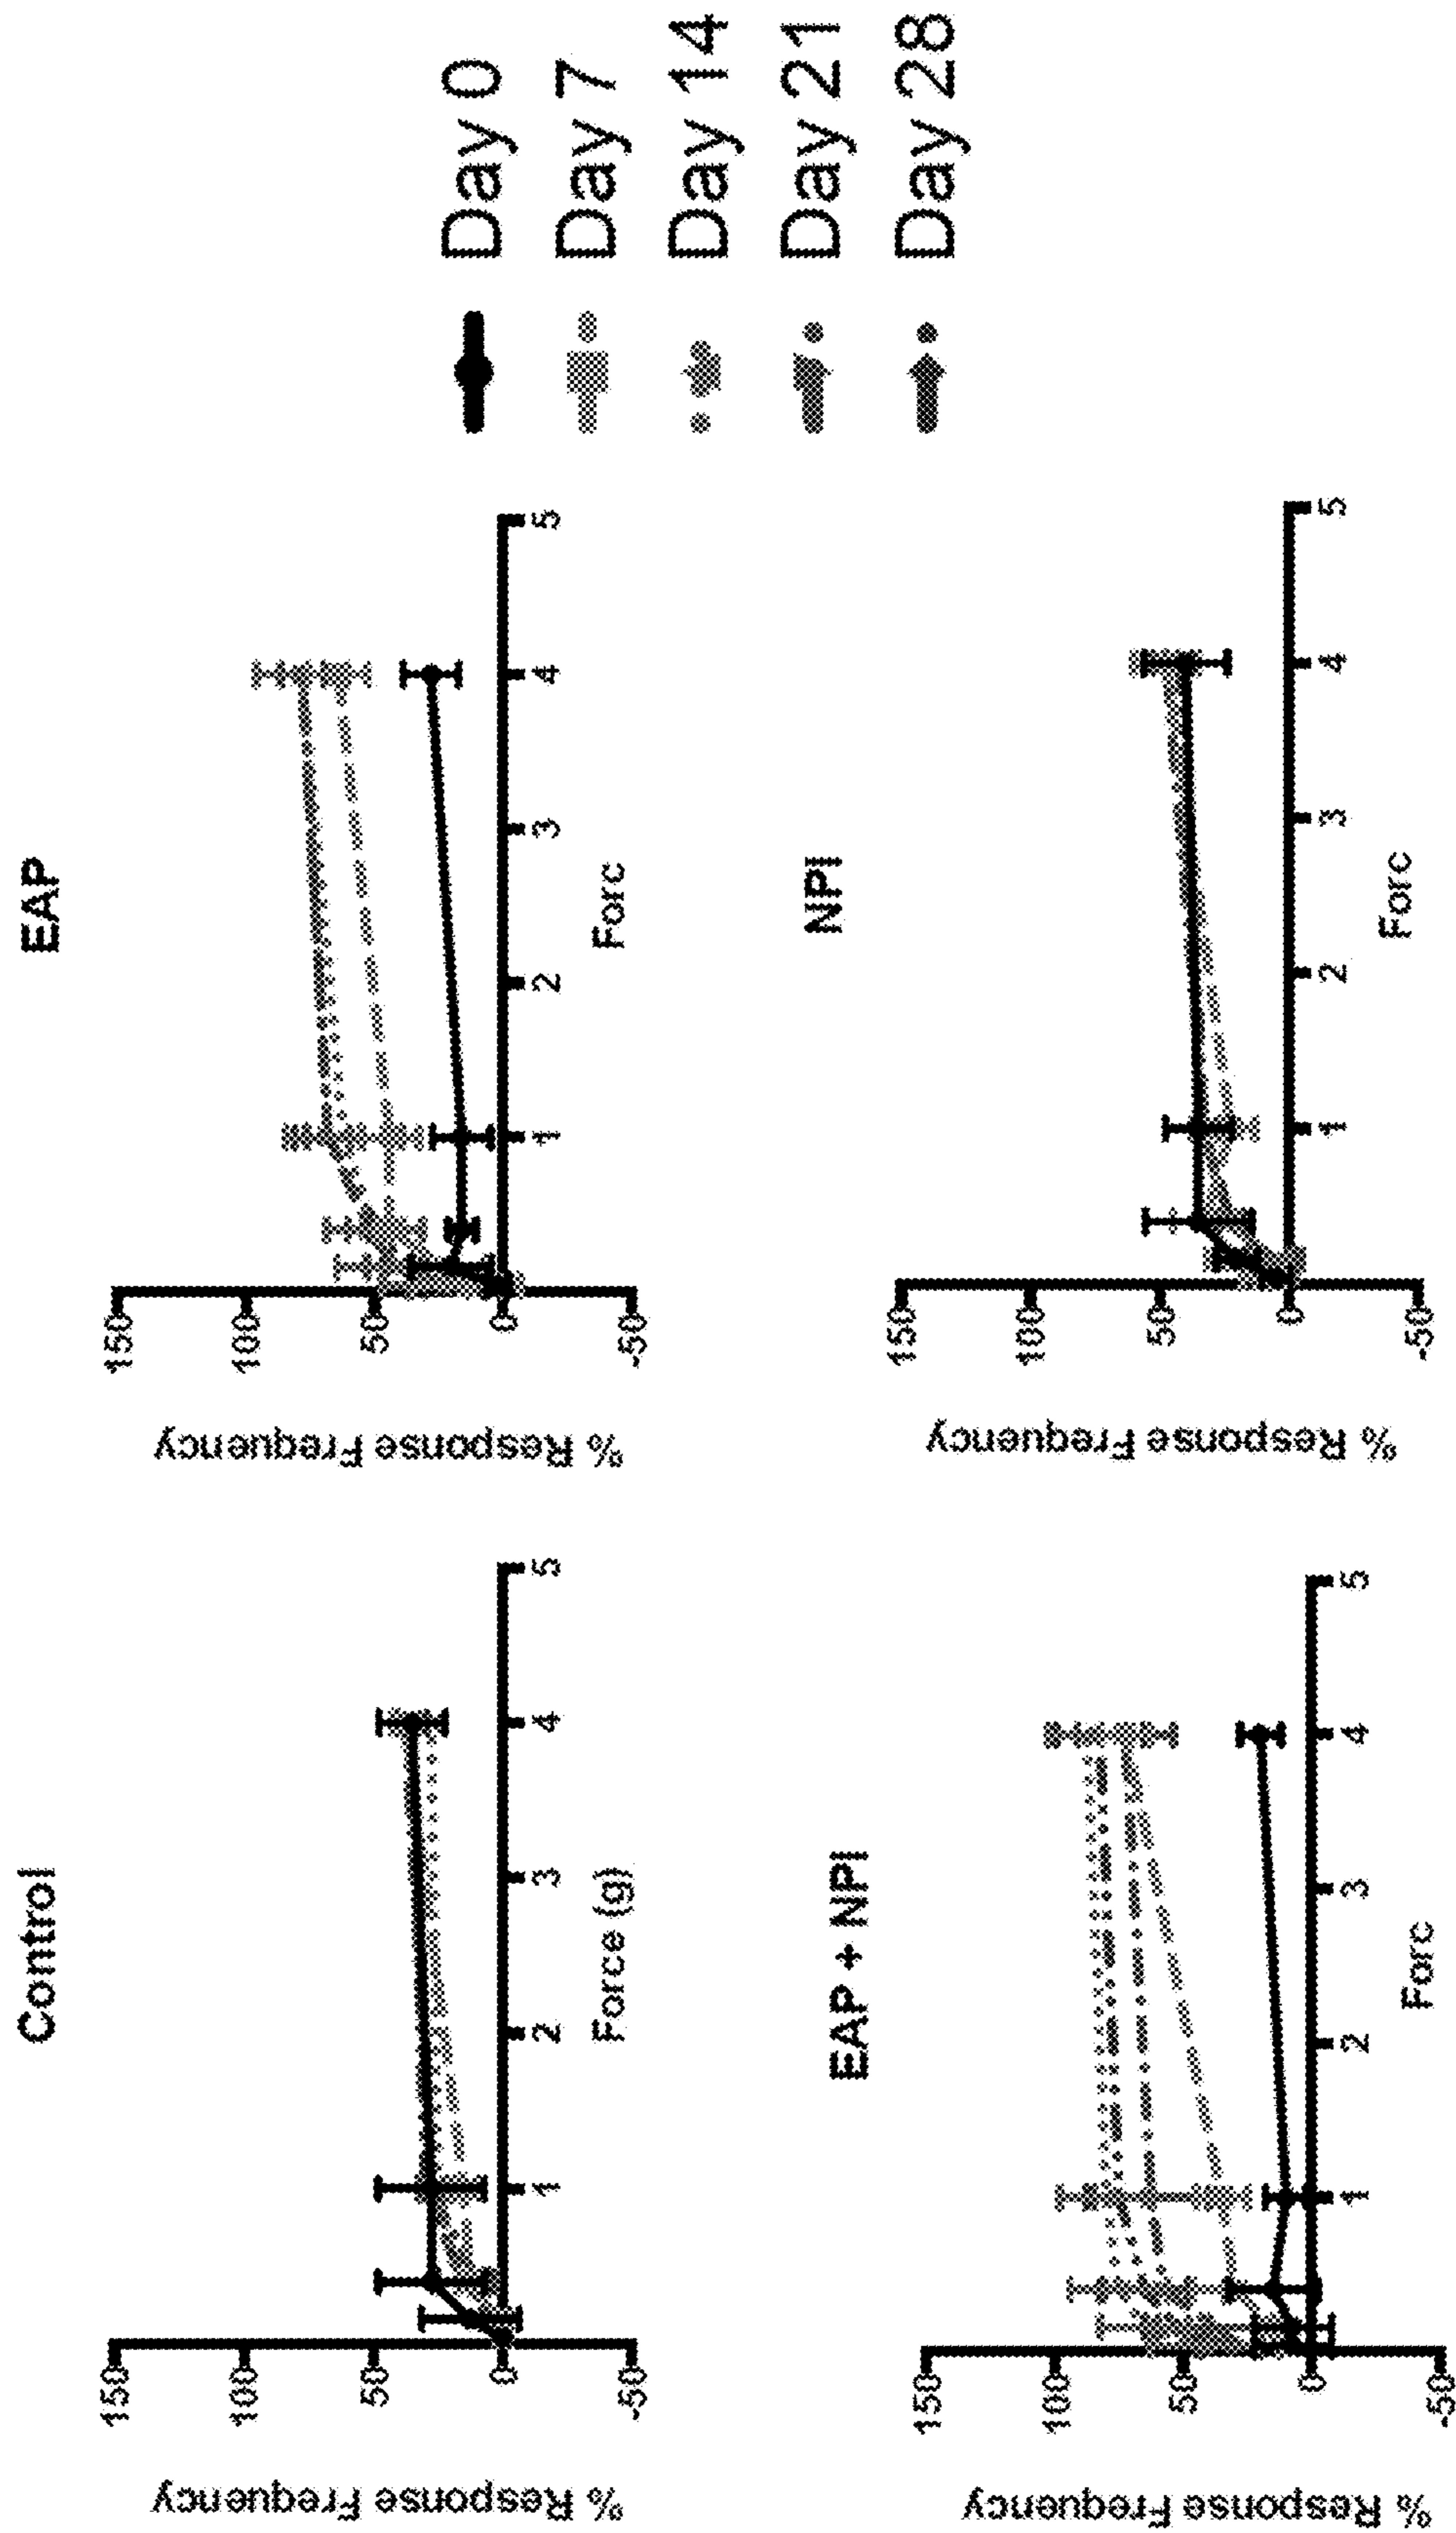 Control
% Response Frequency
150
100
50
0
-50
1
2
3
4
5
Force (g)
EAP
% Response Frequency
150
100
50
0
-50
1
2
3
4
5
Forc
EAP + NPI
% Response Frequency
150
100
50
0
-50
1
2
3
4
5
Forc
NPI
% Response Frequency
150
100
50
0
-50
1
2
3
4
5
Forc
Day 0
Day 7
Day 14
Day 21
Day 28